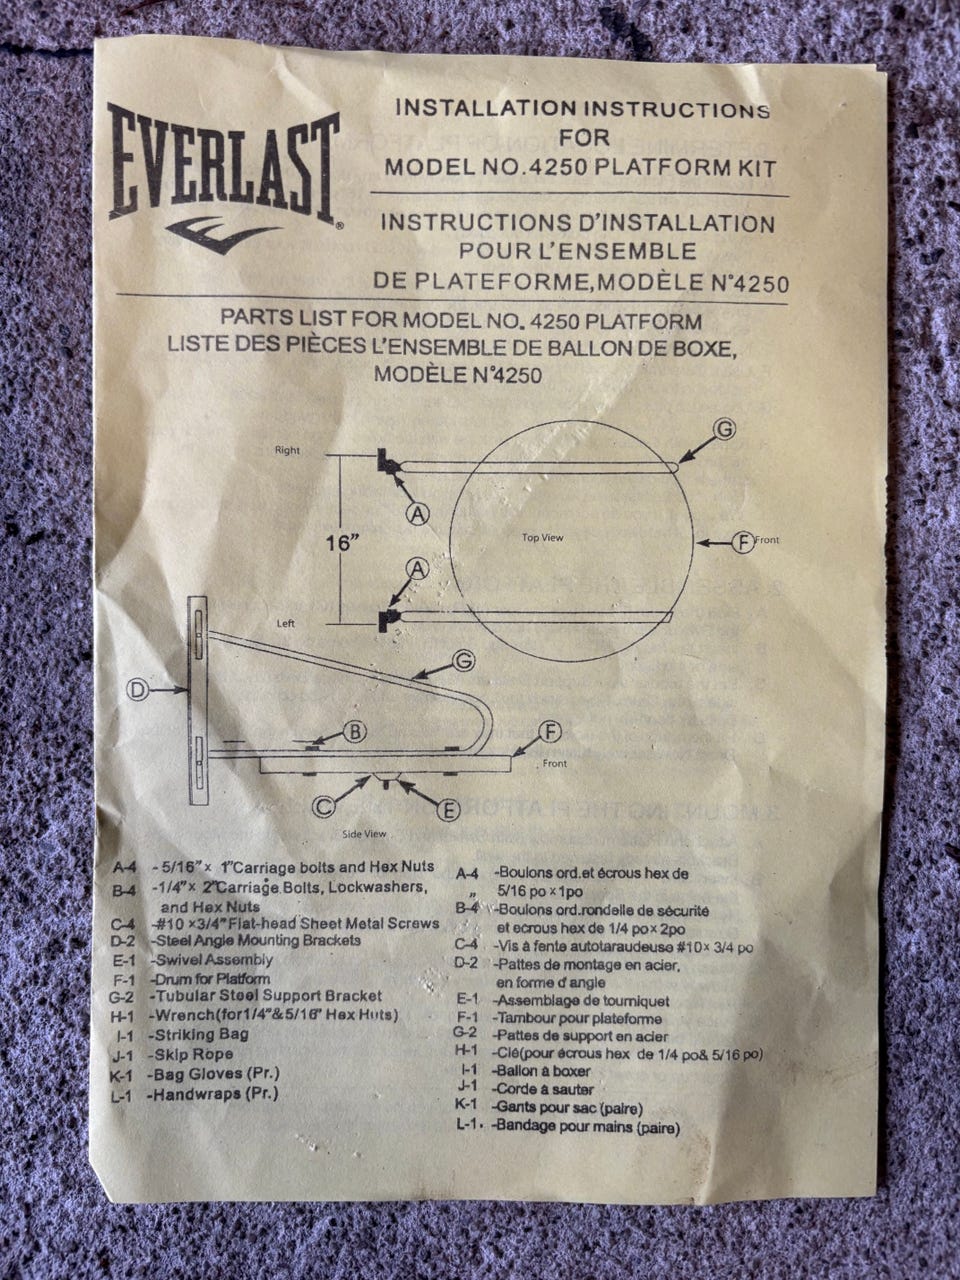 EVERLAST®
INSTALLATION INSTRUCTIONS
FOR
MODEL NO.4250 PLATFORM KIT
INSTRUCTIONS D'INSTALLATION
POUR L'ENSEMBLE
DE PLATEFORME,MODÈLE N°4250
PARTS LIST FOR MODEL NO. 4250 PLATFORM
LISTE DES PIÈCES L'ENSEMBLE DE BALLON DE BOXE,
MODÈLE N°4250
Right
G
A
16"
Top View
F Front
A
Left
G
D
B
F
Front
C
E
Side View
A-4 -5/16"x 1"Carriage bolts and Hex Nuts
B-4 -1/4"x 2"Carriage Bolts, Lockwashers,
and Hex Nuts
C-4 -#10 x3/4"Flat-head Sheet Metal Screws
D-2 -Steel Angle Mounting Brackets
E-1 -Swivel Assembly
F-1 -Drum for Platform
G-2 -Tubular Steel Support Bracket
H-1 -Wrench(for1/4"&5/16" Hex Huts)
I-1 -Striking Bag
J-1 -Skip Rope
K-1 -Bag Gloves (Pr.)
L-1 -Handwraps (Pr.)
A-4 -Boulons ord.et écrous hex de
" 5/16 po x1po
B-4 -Boulons ord.rondelle de sécurité
et ecrous hex de 1/4 pox 2po
C-4 -Vis à fente autotaraudeuse #10x 3/4 po
D-2 -Pattes de montage en acier,
en forme d'angle
E-1 -Assemblage de tourniquet
F-1 -Tambour pour plateforme
G-2 -Pattes de support en acier
H-1 -Clé(pour écrous hex de 1/4 po& 5/16 po)
I-1 -Ballon à boxer
J-1 -Corde à sauter
K-1 -Gants pour sac (paire)
L-1. -Bandage pour mains (paire)